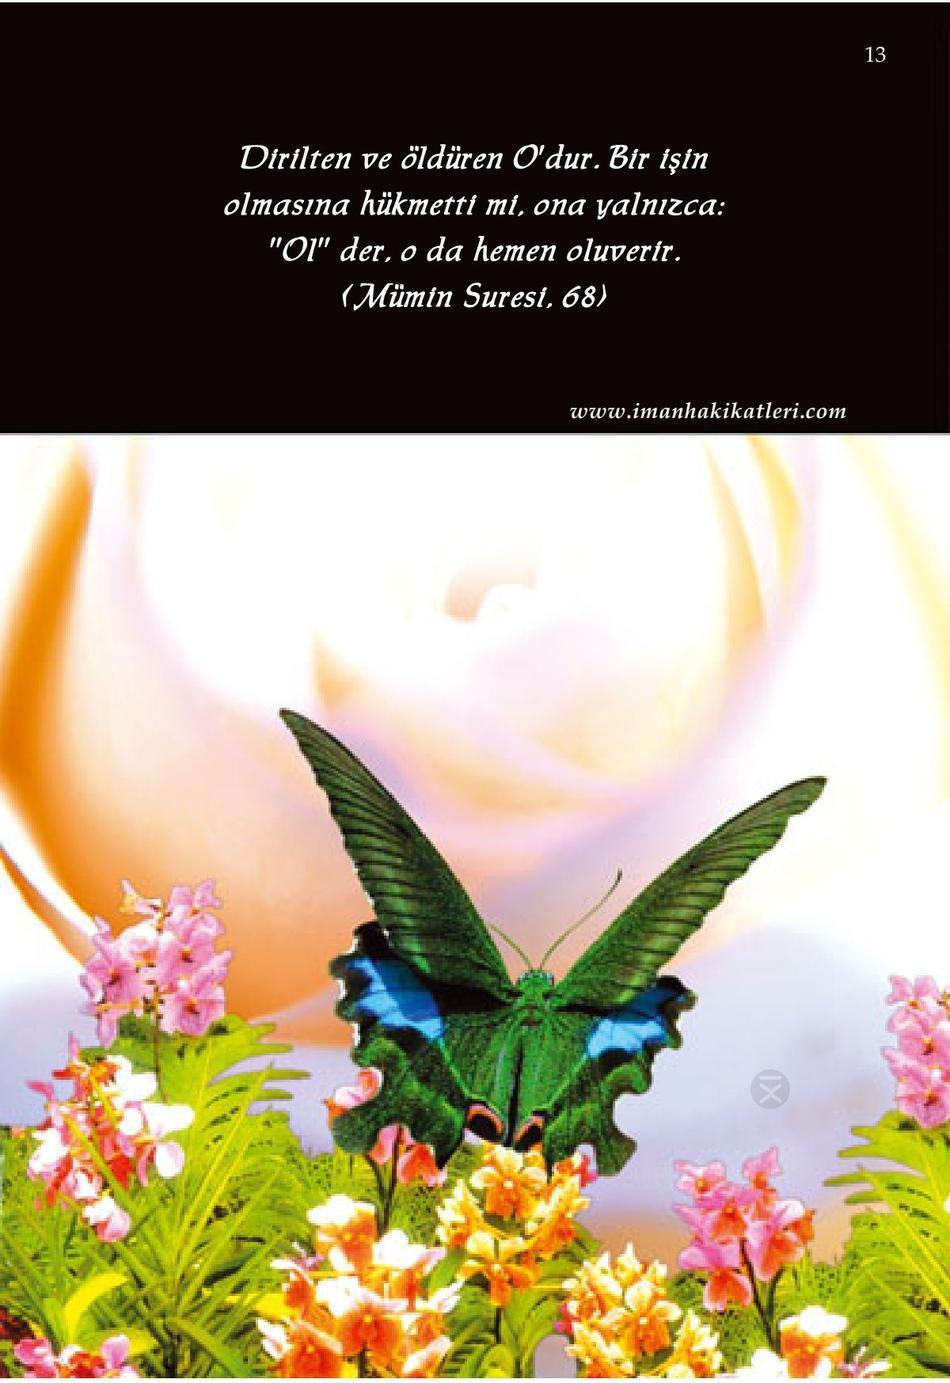 13
Dirilten ve öldüren O'dur. Bir işin
olmasına hükmetti mi, ona yalnızca:
"Ol" der, o da hemen oluverir.
(Mümin Suresi, 68)
www.imanhakikatleri.com